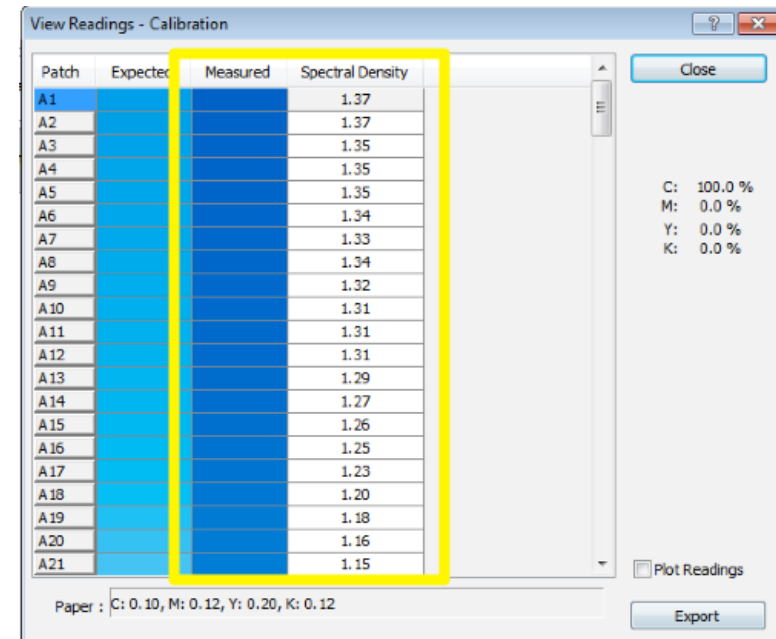 View Readings - Calibration
Patch Expected Measured Spectral Density
Close
A1 1.37
A2 1.37
A3 1.35
A4 1.35
A5 1.35
C: 100.0 %
A6 1.34
M: 0.0 %
A7 1.33
Y: 0.0 %
A8 1.34
K: 0.0 %
A9 1.32
A10 1.31
A11 1.31
A12 1.31
A13 1.29
A14 1.27
A15 1.26
A16 1.25
A17 1.23
A18 1.20
A19 1.18
A20 1.16
A21 1.15
Plot Readings
Paper : C: 0.10, M: 0.12, Y: 0.20, K: 0.12
Export